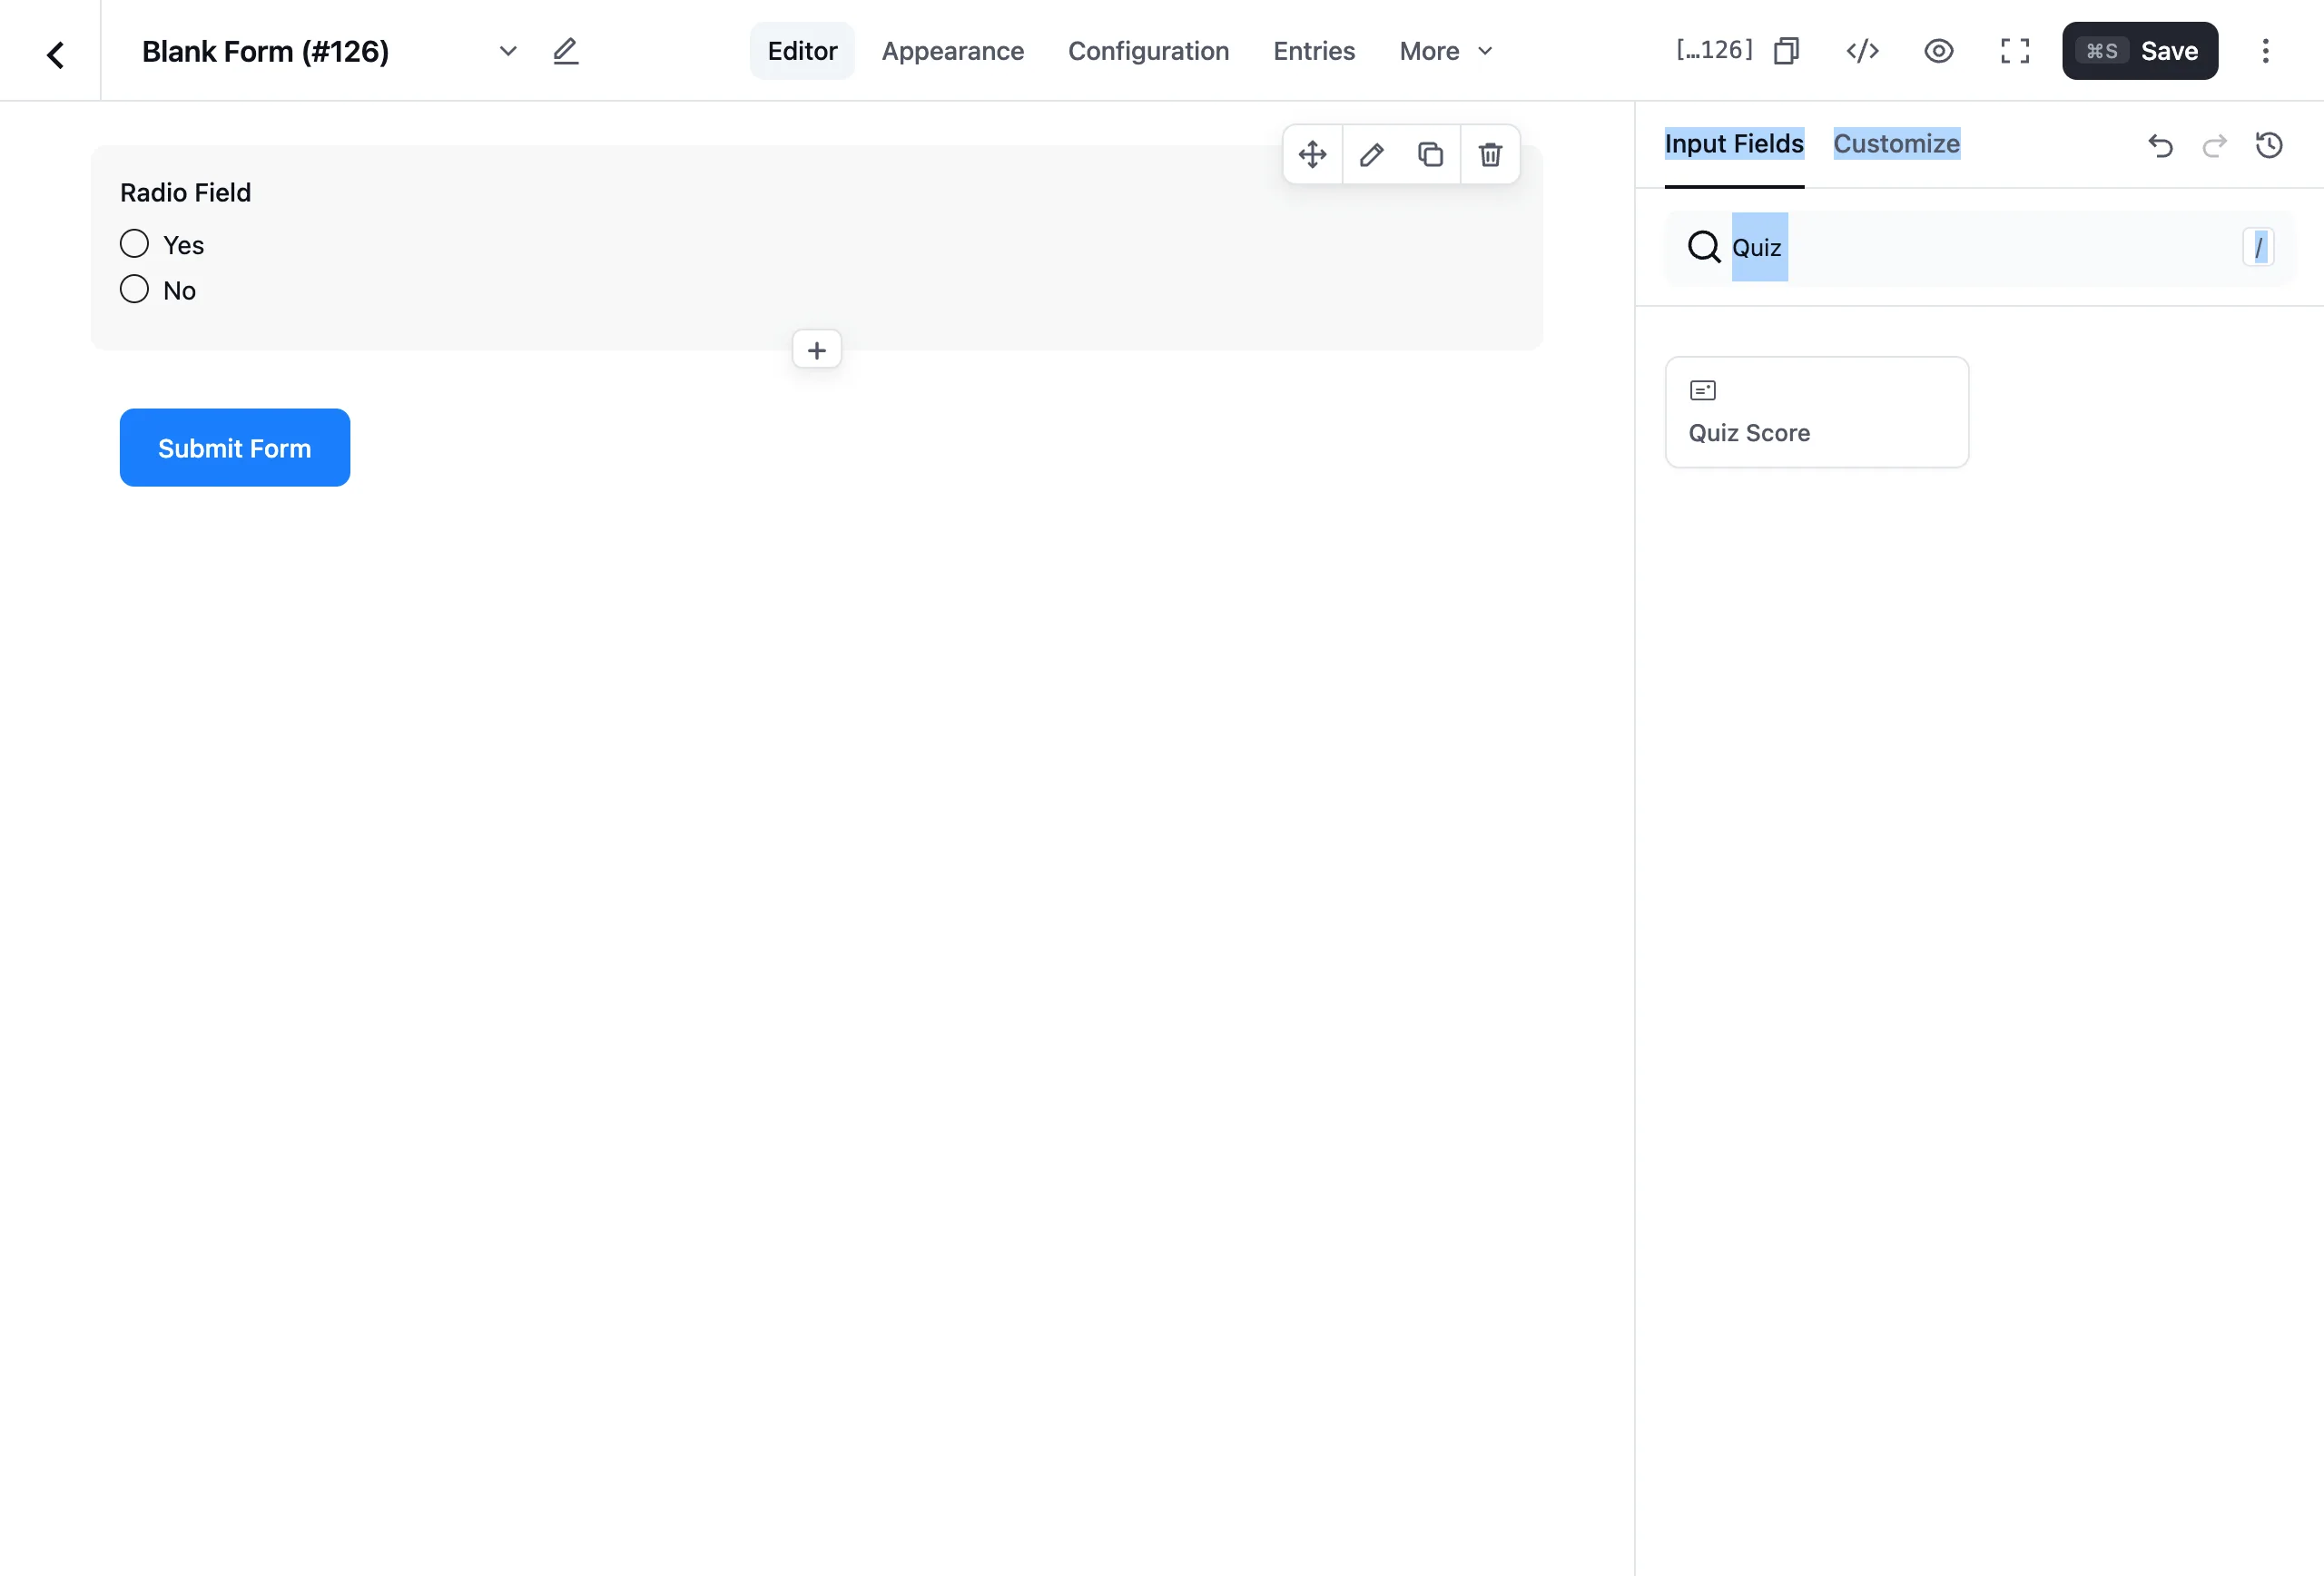 Blank Form (#126)
Editor
Appearance
Configuration
Entries
More
[…126]
⌘S Save
Input Fields
Customize
Radio Field
Yes
No
Submit Form
Quiz
/
Quiz Score